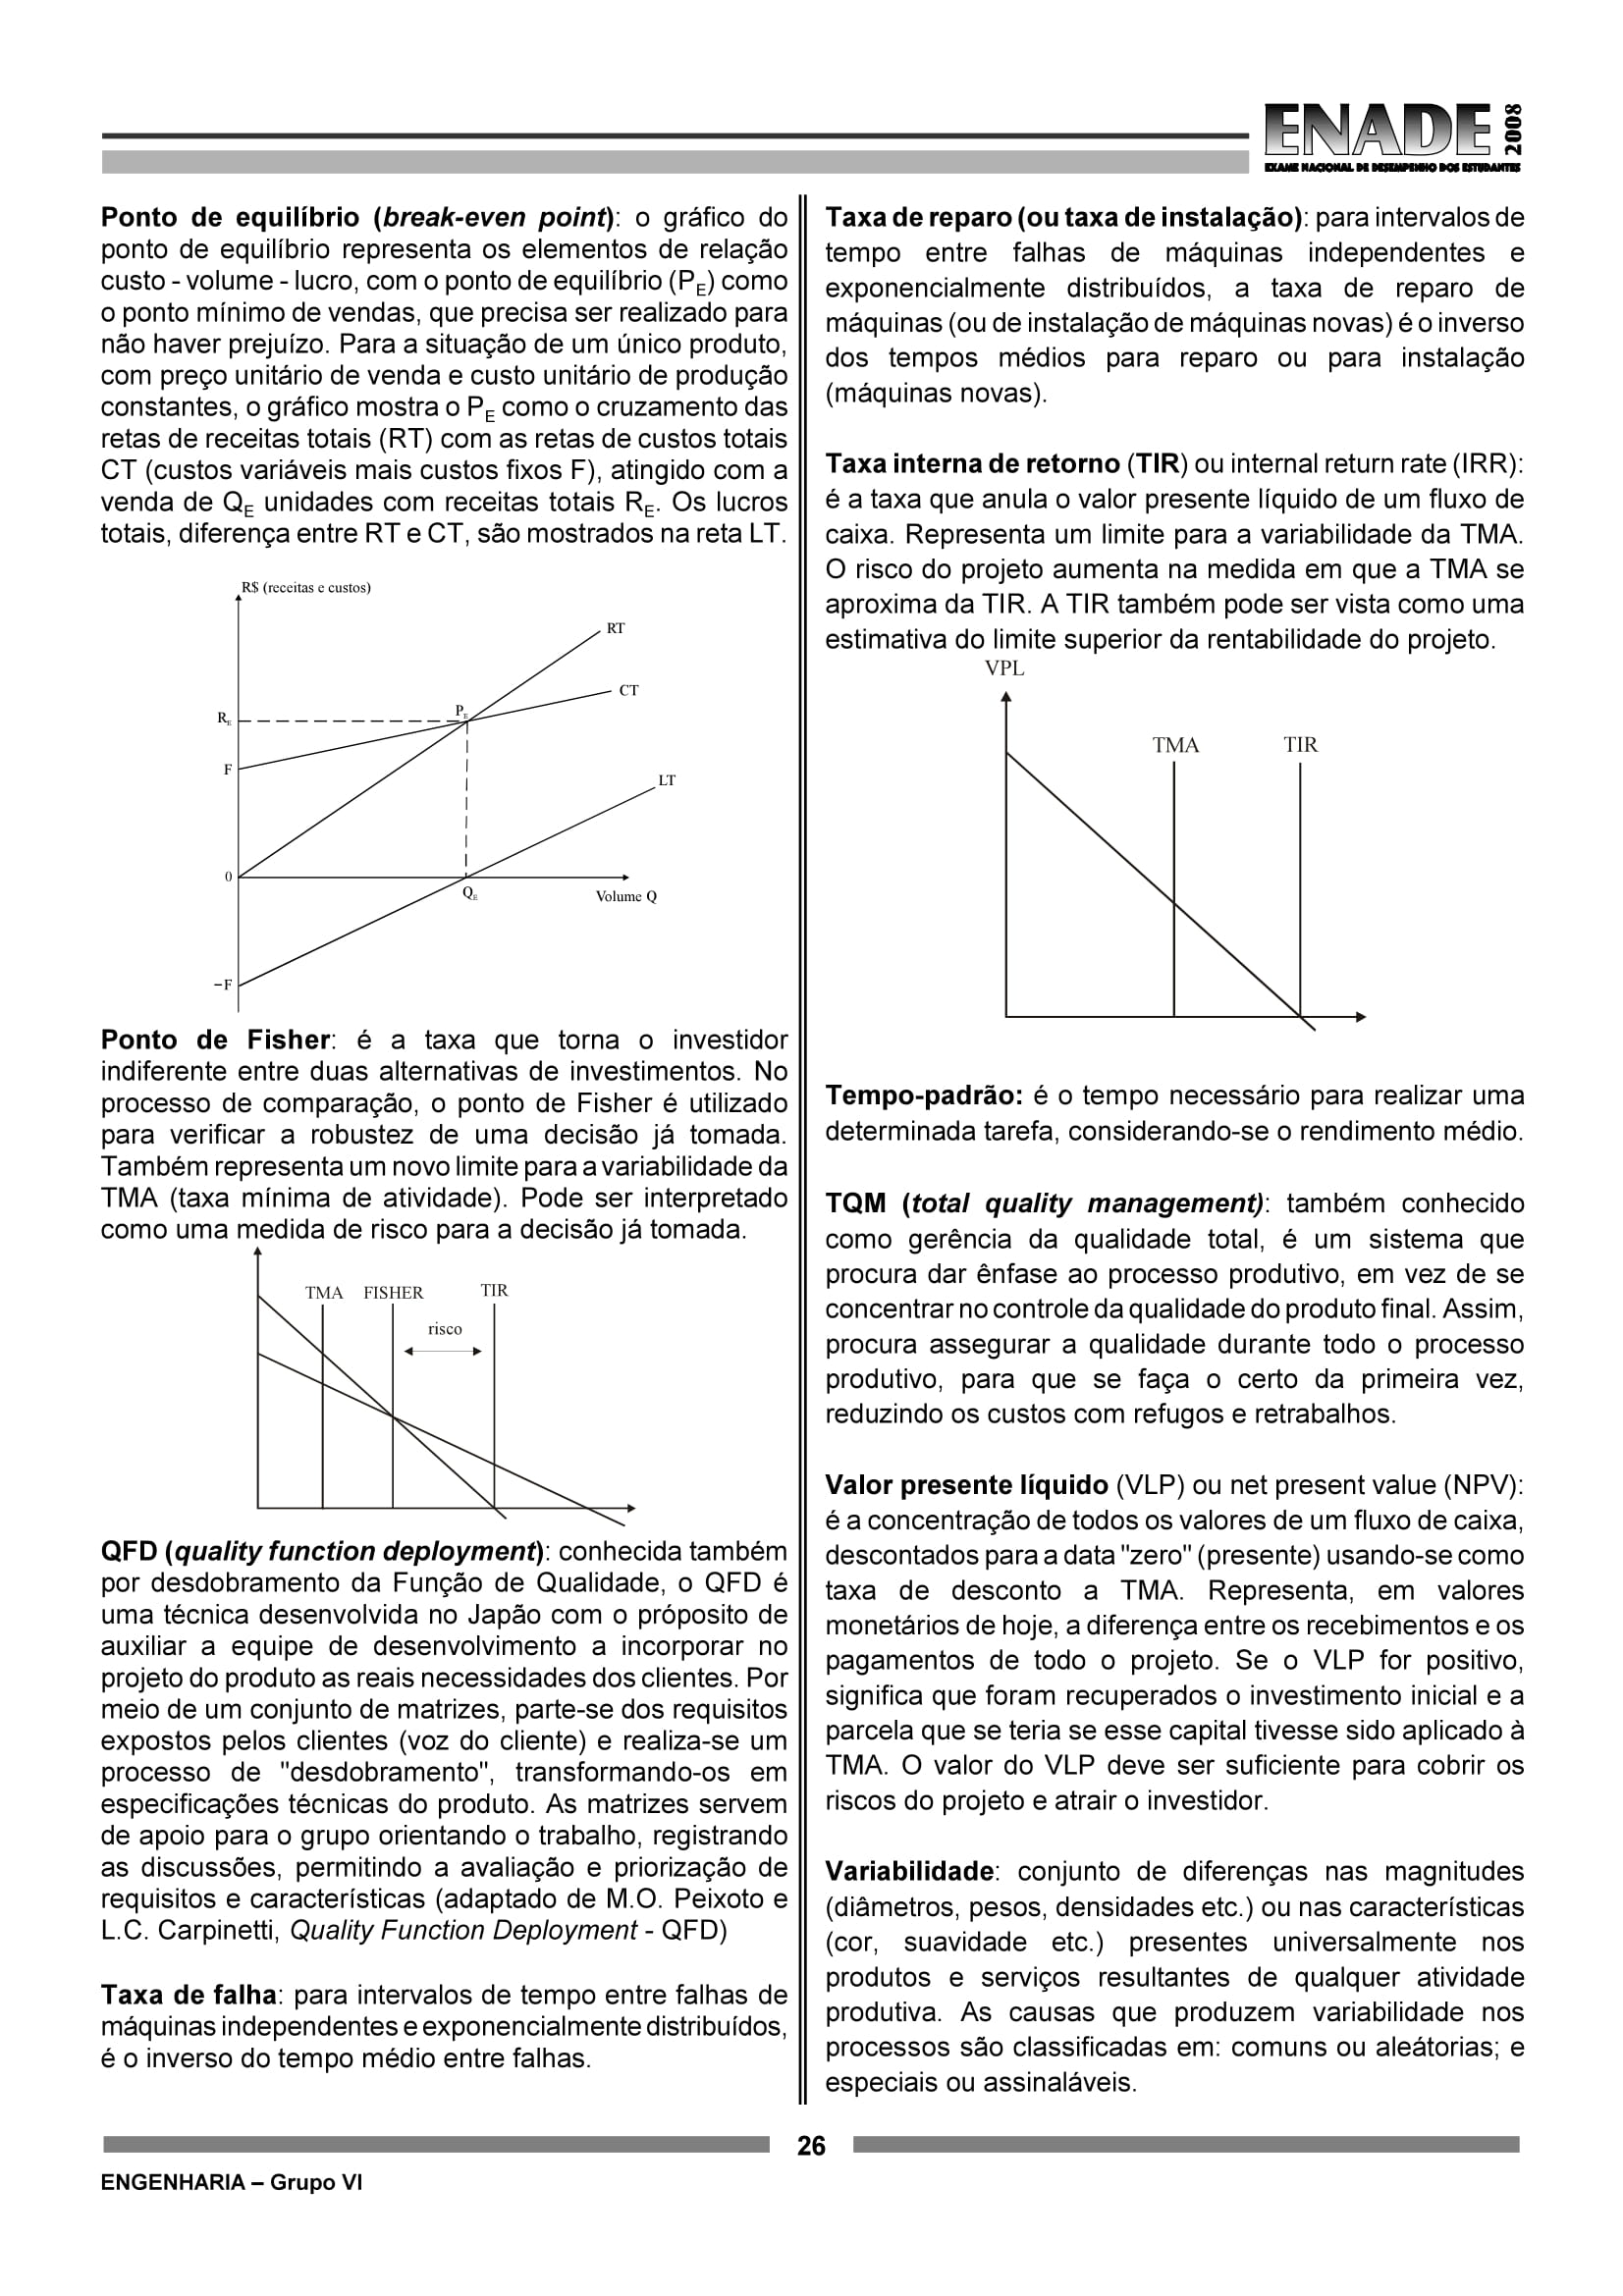 ENADE 2008
EXAME NACIONAL DE DESEMPENHO DOS ESTUDANTES
Ponto de equilíbrio (break-even point): o gráfico do
ponto de equilíbrio representa os elementos de relação
custo - volume - lucro, com o ponto de equilíbrio (PE) como
o ponto mínimo de vendas, que precisa ser realizado para
não haver prejuízo. Para a situação de um único produto,
com preço unitário de venda e custo unitário de produção
constantes, o gráfico mostra o PE como o cruzamento das
retas de receitas totais (RT) com as retas de custos totais
CT (custos variáveis mais custos fixos F), atingido com a
venda de QE unidades com receitas totais RE. Os lucros
totais, diferença entre RT e CT, são mostrados na reta LT.
R$ (receitas e custos)
RT
CT
PE
RE
F
LT
0
QE
Volume Q
–F
Ponto de Fisher: é a taxa que torna o investidor
indiferente entre duas alternativas de investimentos. No
processo de comparação, o ponto de Fisher é utilizado
para verificar a robustez de uma decisão já tomada.
Também representa um novo limite para a variabilidade da
TMA (taxa mínima de atividade). Pode ser interpretado
como uma medida de risco para a decisão já tomada.
TMA FISHER TIR
risco
QFD (quality function deployment): conhecida também
por desdobramento da Função de Qualidade, o QFD é
uma técnica desenvolvida no Japão com o próposito de
auxiliar a equipe de desenvolvimento a incorporar no
projeto do produto as reais necessidades dos clientes. Por
meio de um conjunto de matrizes, parte-se dos requisitos
expostos pelos clientes (voz do cliente) e realiza-se um
processo de "desdobramento", transformando-os em
especificações técnicas do produto. As matrizes servem
de apoio para o grupo orientando o trabalho, registrando
as discussões, permitindo a avaliação e priorização de
requisitos e características (adaptado de M.O. Peixoto e
L.C. Carpinetti, Quality Function Deployment - QFD)
Taxa de falha: para intervalos de tempo entre falhas de
máquinas independentes e exponencialmente distribuídos,
é o inverso do tempo médio entre falhas.
Taxa de reparo (ou taxa de instalação): para intervalos de
tempo entre falhas de máquinas independentes e
exponencialmente distribuídos, a taxa de reparo de
máquinas (ou de instalação de máquinas novas) é o inverso
dos tempos médios para reparo ou para instalação
(máquinas novas).
Taxa interna de retorno (TIR) ou internal return rate (IRR):
é a taxa que anula o valor presente líquido de um fluxo de
caixa. Representa um limite para a variabilidade da TMA.
O risco do projeto aumenta na medida em que a TMA se
aproxima da TIR. A TIR também pode ser vista como uma
estimativa do limite superior da rentabilidade do projeto.
VPL
TMA TIR
Tempo-padrão: é o tempo necessário para realizar uma
determinada tarefa, considerando-se o rendimento médio.
TQM (total quality management): também conhecido
como gerência da qualidade total, é um sistema que
procura dar ênfase ao processo produtivo, em vez de se
concentrar no controle da qualidade do produto final. Assim,
procura assegurar a qualidade durante todo o processo
produtivo, para que se faça o certo da primeira vez,
reduzindo os custos com refugos e retrabalhos.
Valor presente líquido (VLP) ou net present value (NPV):
é a concentração de todos os valores de um fluxo de caixa,
descontados para a data "zero" (presente) usando-se como
taxa de desconto a TMA. Representa, em valores
monetários de hoje, a diferença entre os recebimentos e os
pagamentos de todo o projeto. Se o VLP for positivo,
significa que foram recuperados o investimento inicial e a
parcela que se teria se esse capital tivesse sido aplicado à
TMA. O valor do VLP deve ser suficiente para cobrir os
riscos do projeto e atrair o investidor.
Variabilidade: conjunto de diferenças nas magnitudes
(diâmetros, pesos, densidades etc.) ou nas características
(cor, suavidade etc.) presentes universalmente nos
produtos e serviços resultantes de qualquer atividade
produtiva. As causas que produzem variabilidade nos
processos são classificadas em: comuns ou aleátorias; e
especiais ou assinaláveis.
26
ENGENHARIA – Grupo VI